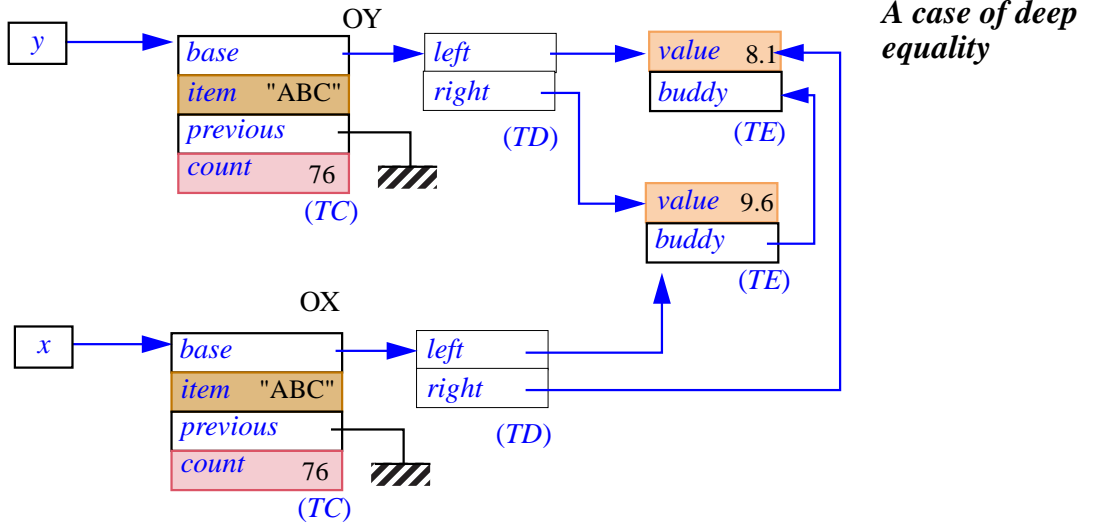 A case of deep
equality
OY
y
base
left
value 8.1
item "ABC"
right
buddy
previous
(TD)
(TE)
count 76
(TC)
value 9.6
buddy
(TE)
OX
x
base
left
item "ABC"
right
previous
(TD)
count 76
(TC)